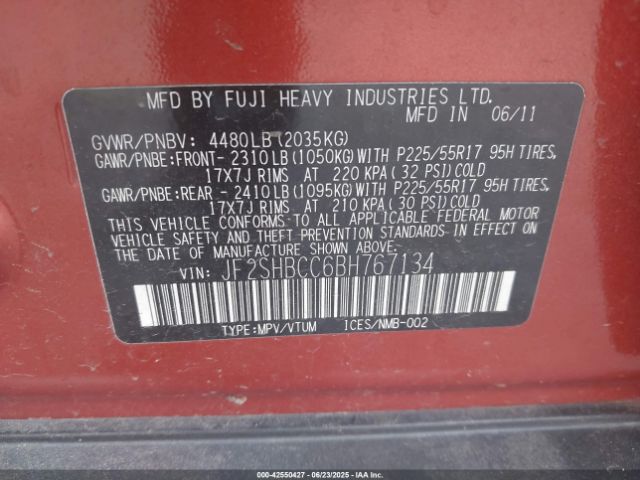 MFD BY FUJI HEAVY INDUSTRIES LTD.
MFD IN 06/11
GVWR/PNBV: 4480LB(2035KG)
GAWR/PNBE:FRONT- 2310LB(1050KG)WITH P225/55R17 95H TIRES,
17X7J RIMS AT 220 KPA( 32 PSI)COLD
GAWR/PNBE:REAR - 2410LB(1095KG)WITH P225/55R17 95H TIRES,
17X7J RIMS AT 210 KPA( 30 PSI)COLD
THIS VEHICLE CONFORMS TO ALL APPLICABLE FEDERAL MOTOR
VEHICLE SAFETY AND THEFT PREVENTION STANDARDS IN EFFECT ON
THE DATE OF MANUFACTURE SHOWN ABOVE.
VIN: JF2SHBCC6BH767134
TYPE:MPV/VTUM ICES/NMB-002
© IAAI - 42550427 - 06/23/2025 - IAAI.COM